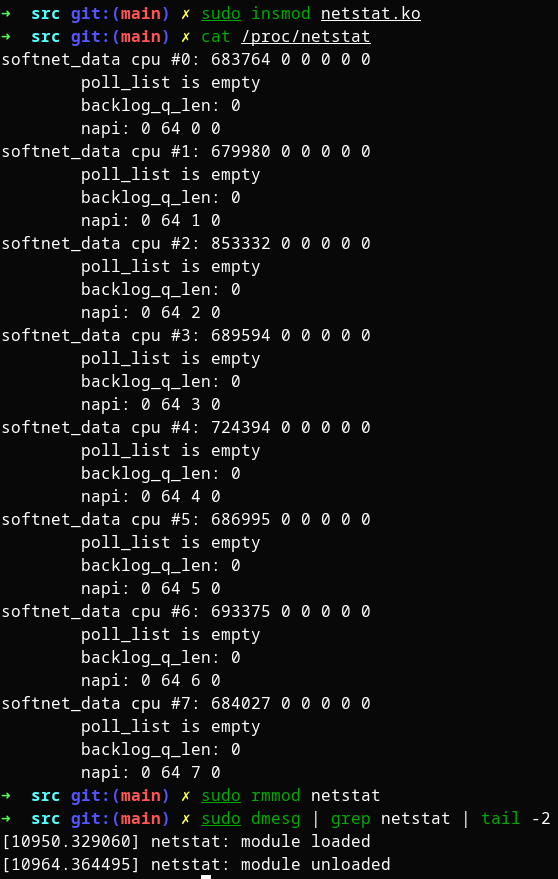 ➜  src git:(main) ✗ sudo insmod netstat.ko
➜  src git:(main) ✗ cat /proc/netstat
softnet_data cpu #0: 683764 0 0 0 0 0
        poll_list is empty
        backlog_q_len: 0
        napi: 0 64 0 0
softnet_data cpu #1: 679980 0 0 0 0 0
        poll_list is empty
        backlog_q_len: 0
        napi: 0 64 1 0
softnet_data cpu #2: 853332 0 0 0 0 0
        poll_list is empty
        backlog_q_len: 0
        napi: 0 64 2 0
softnet_data cpu #3: 689594 0 0 0 0 0
        poll_list is empty
        backlog_q_len: 0
        napi: 0 64 3 0
softnet_data cpu #4: 724394 0 0 0 0 0
        poll_list is empty
        backlog_q_len: 0
        napi: 0 64 4 0
softnet_data cpu #5: 686995 0 0 0 0 0
        poll_list is empty
        backlog_q_len: 0
        napi: 0 64 5 0
softnet_data cpu #6: 693375 0 0 0 0 0
        poll_list is empty
        backlog_q_len: 0
        napi: 0 64 6 0
softnet_data cpu #7: 684027 0 0 0 0 0
        poll_list is empty
        backlog_q_len: 0
        napi: 0 64 7 0
➜  src git:(main) ✗ sudo rmmod netstat
➜  src git:(main) ✗ sudo dmesg | grep netstat | tail -2
[10950.329060] netstat: module loaded
[10964.364495] netstat: module unloaded